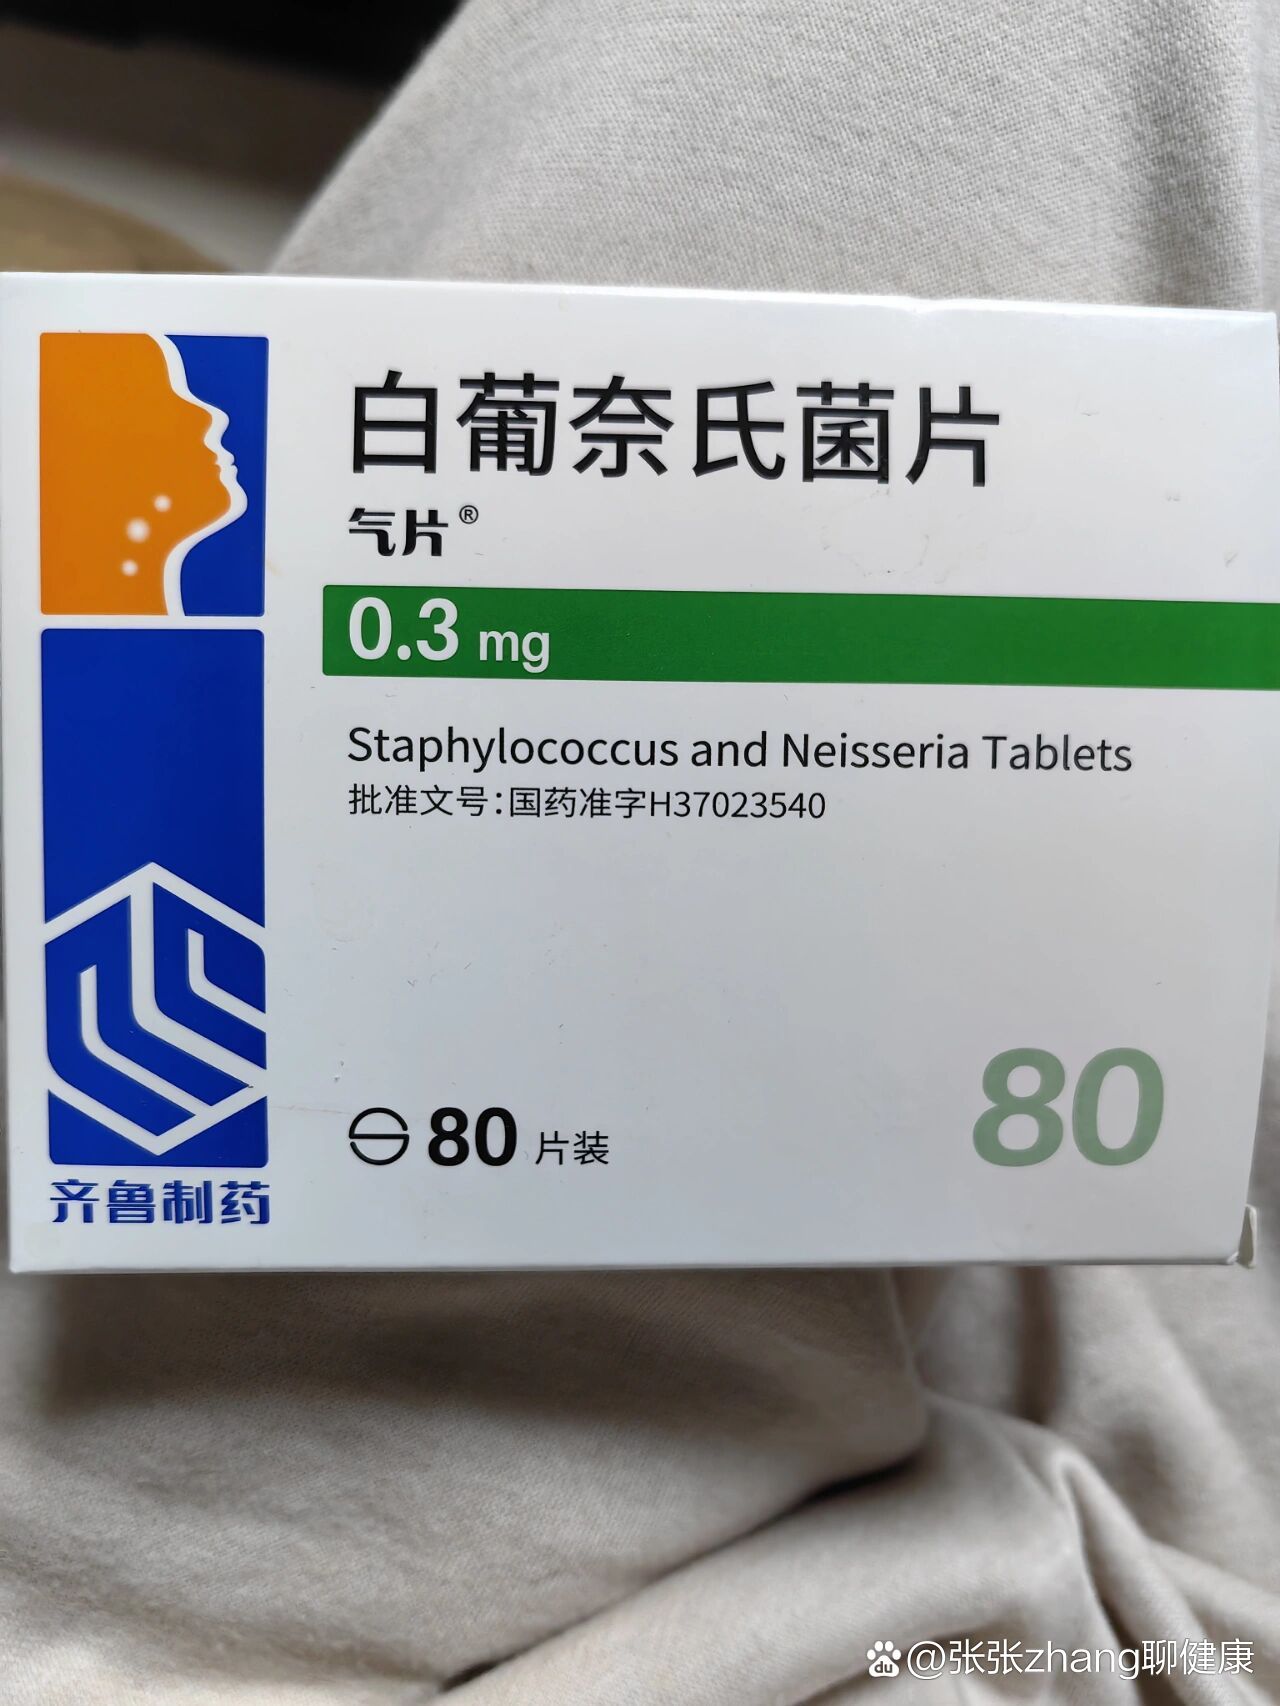 白葡奈氏菌片
气片®
0.3 mg
Staphylococcus and Neisseria Tablets
批准文号:国药准字H37023540
80 片装
80
齐鲁制药
@张张zhang聊健康